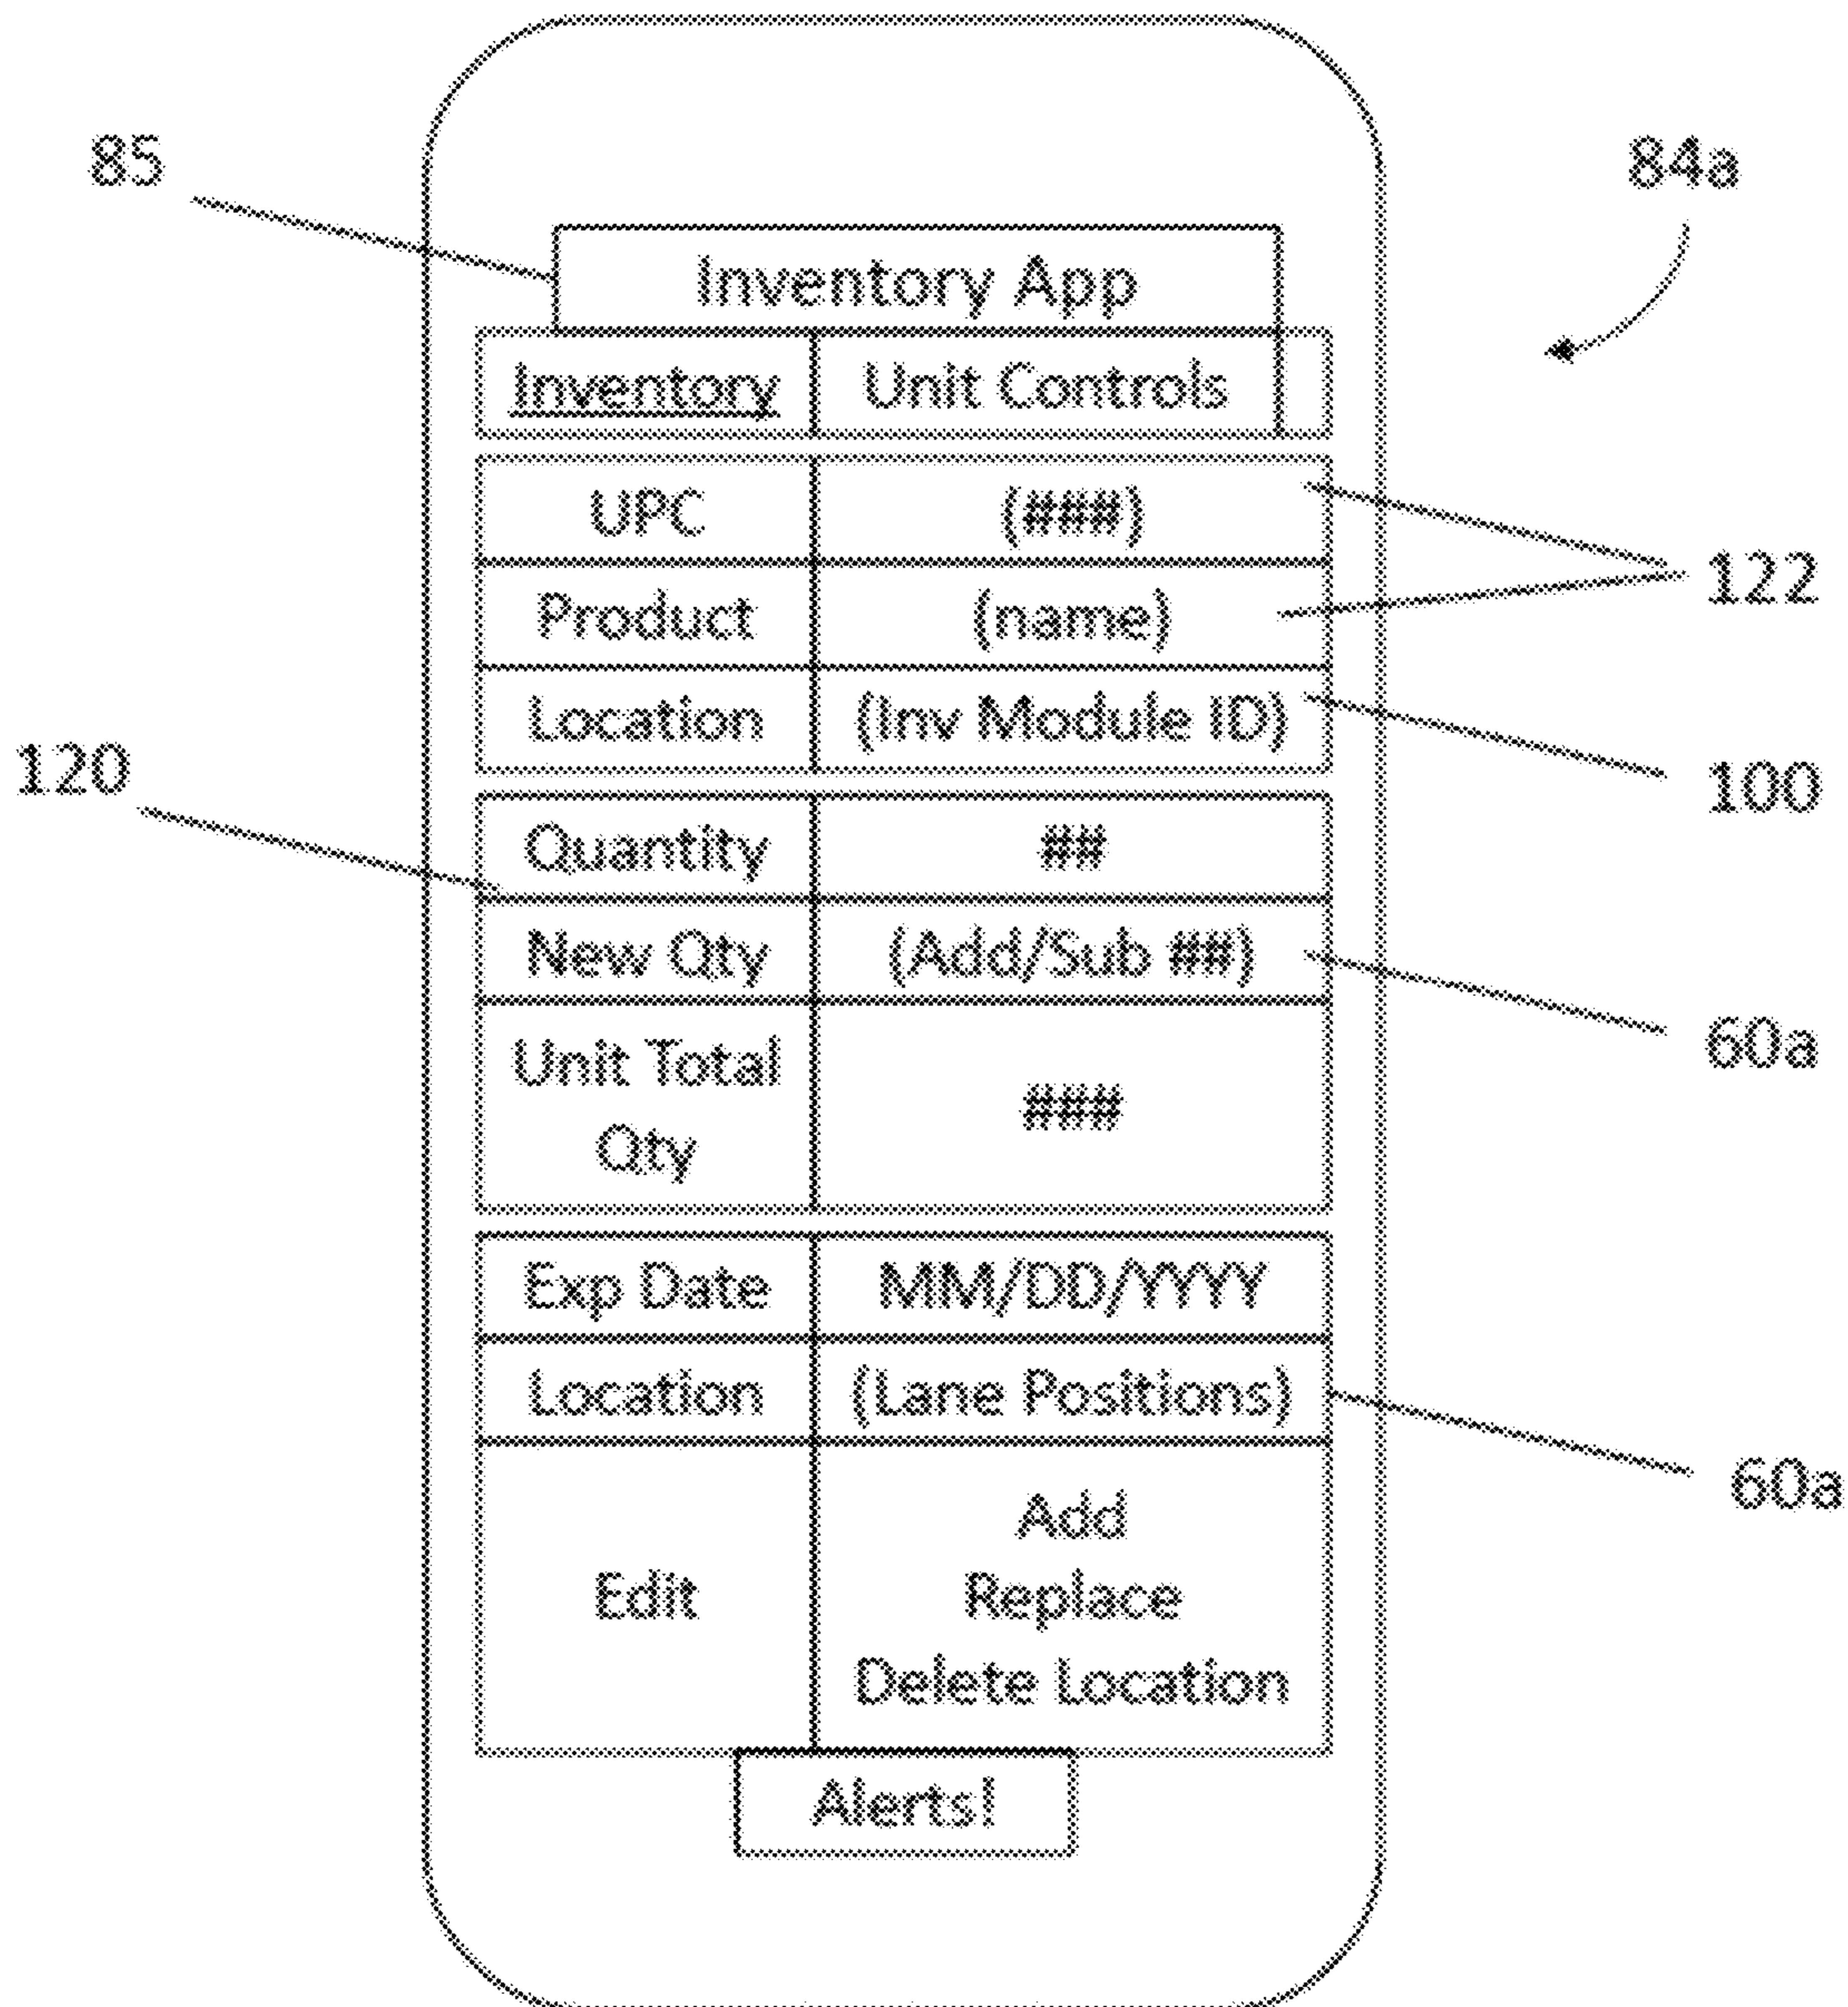 85
84a
Inventory App
Inventory Unit Controls
UPC (###)
122
Product (name)
Location (Inv Module ID)
120
100
Quantity ##
New Qty (Add/Sub ##)
60a
Unit Total
Qty
###
Exp Date MM/DD/YYYY
Location (Lane Positions)
60a
Edit
Add
Replace
Delete Location
Alerts!